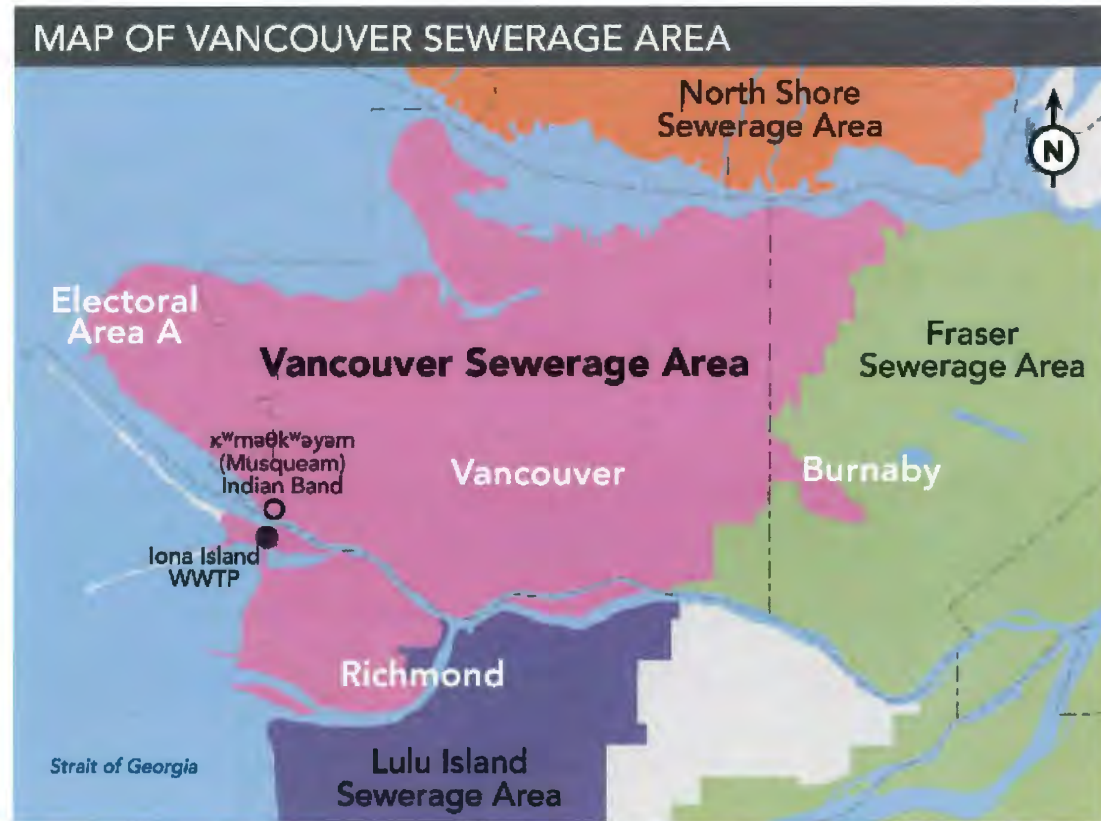 MAP OF VANCOUVER SEWERAGE AREA
North Shore
Sewerage Area
N
Electoral
Area A
Vancouver Sewerage Area
Fraser
Sewerage Area
xʷməθkʷəyəm
(Musqueam)
Indian Band
Vancouver
Burnaby
Iona Island
WWTP
Richmond
Strait of Georgia
Lulu Island
Sewerage Area